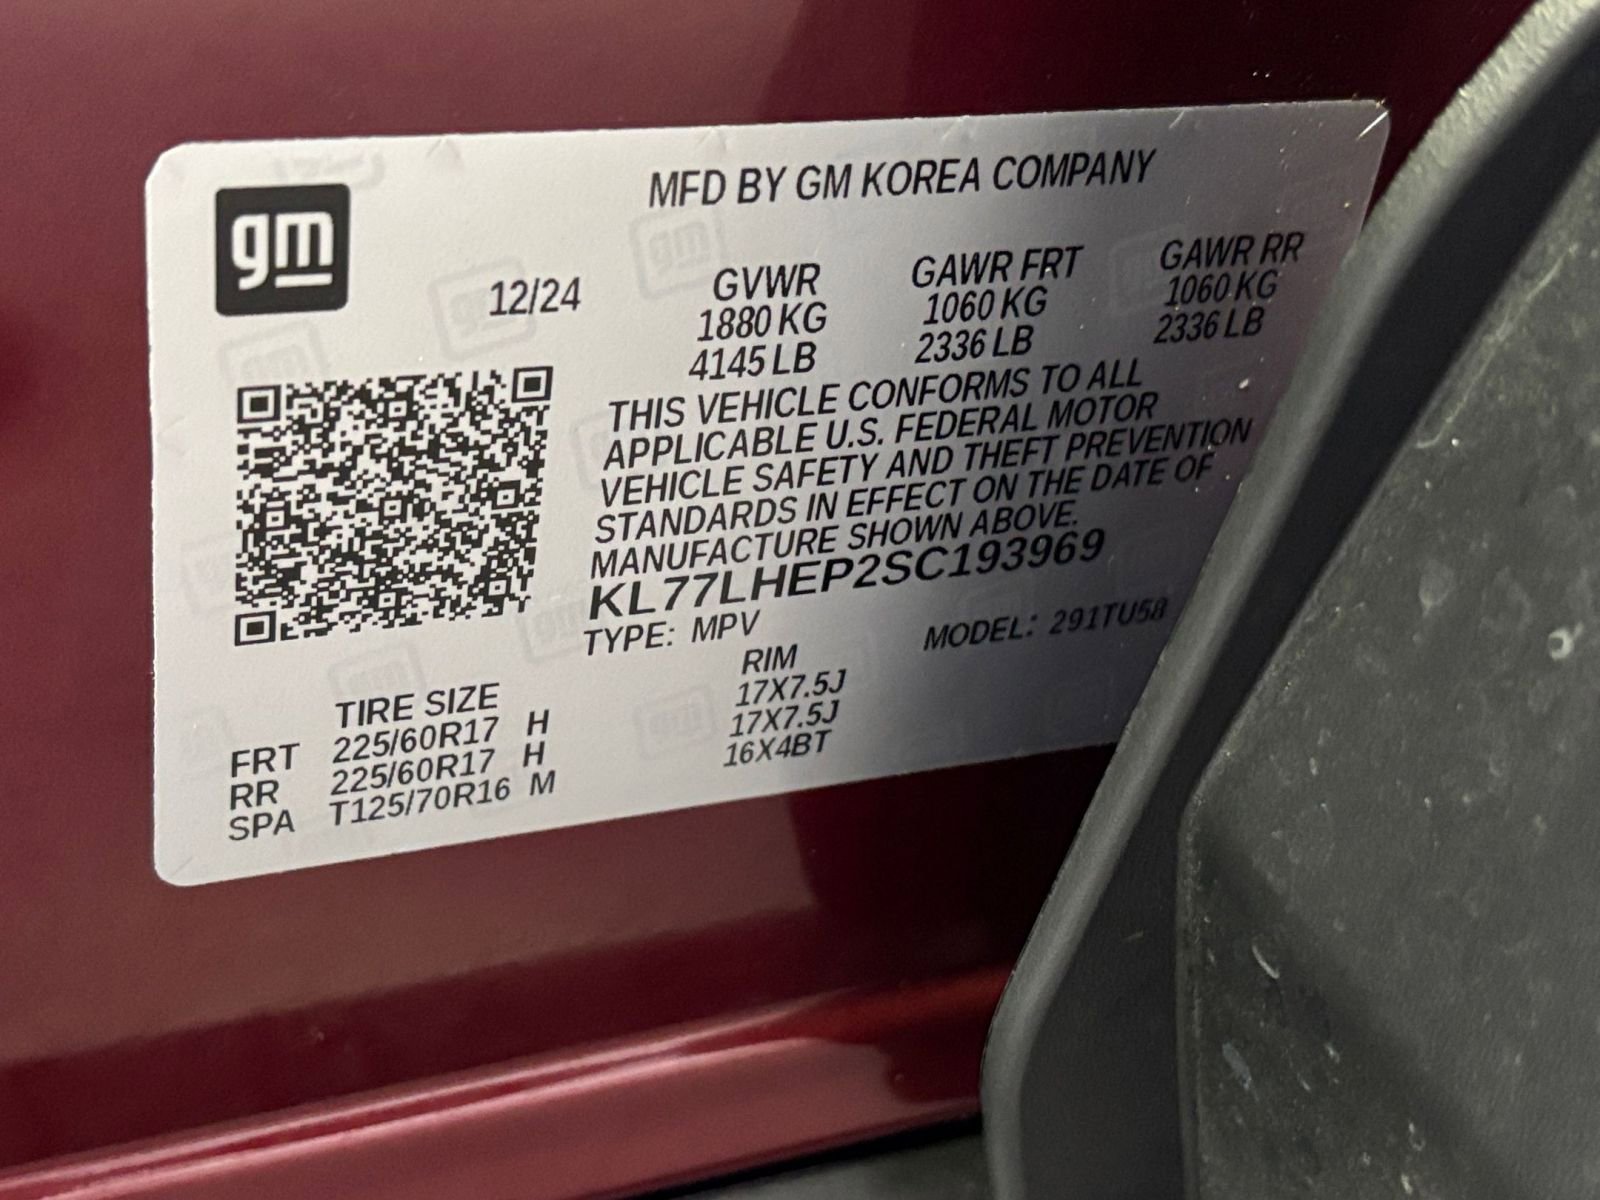 gm
MFD BY GM KOREA COMPANY
12/24 GVWR GAWR FRT GAWR RR
1880 KG 1060 KG 1060 KG
4145 LB 2336 LB 2336 LB
THIS VEHICLE CONFORMS TO ALL
APPLICABLE U.S. FEDERAL MOTOR
VEHICLE SAFETY AND THEFT PREVENTION
STANDARDS IN EFFECT ON THE DATE OF
MANUFACTURE SHOWN ABOVE.
KL77LHEP2SC193969
TYPE: MPV MODEL: 291TU58
TIRE SIZE RIM
FRT 225/60R17 H 17X7.5J
RR 225/60R17 H 17X7.5J
SPA T125/70R16 M 16X4BT